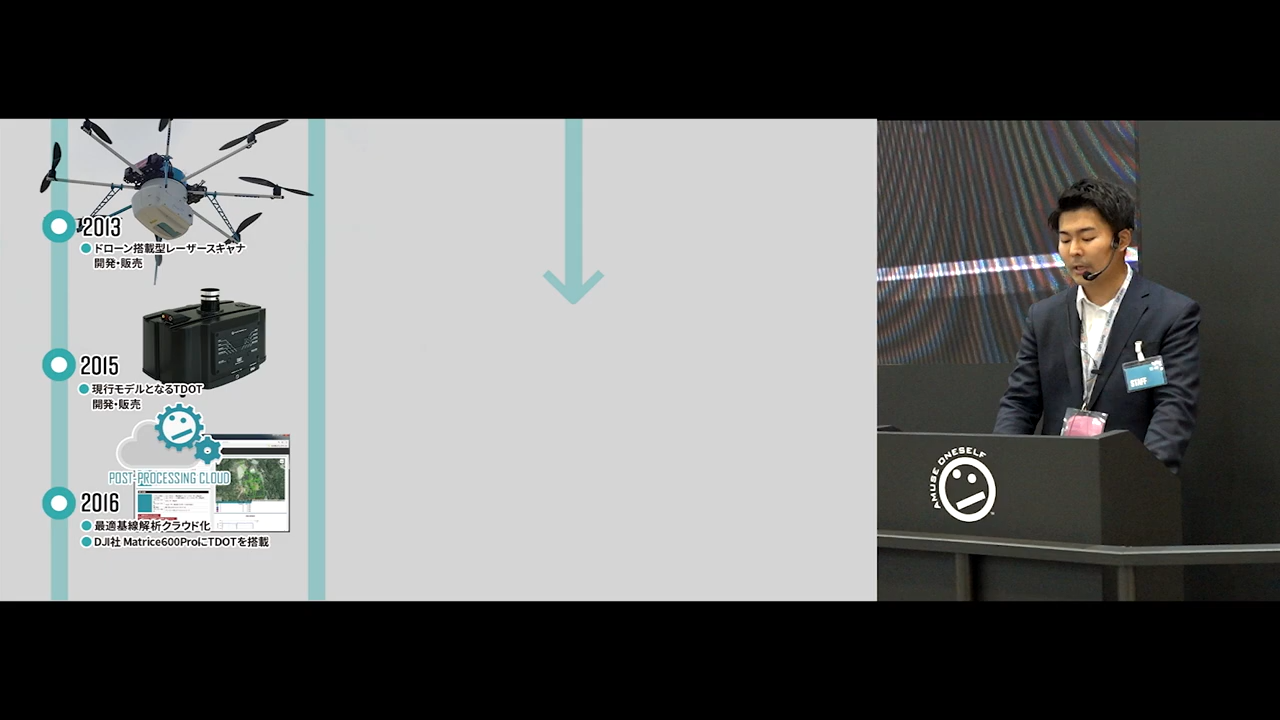 2013
ドローン搭載型レーザースキャナ
開発・販売
2015
現行モデルとなるTDOT
開発・販売
POST-PROCESSING CLOUD
2016
最適基線解析クラウド化
DJI社 Matrice600ProにTDOTを搭載
AMUSE ONESELF
STAFF